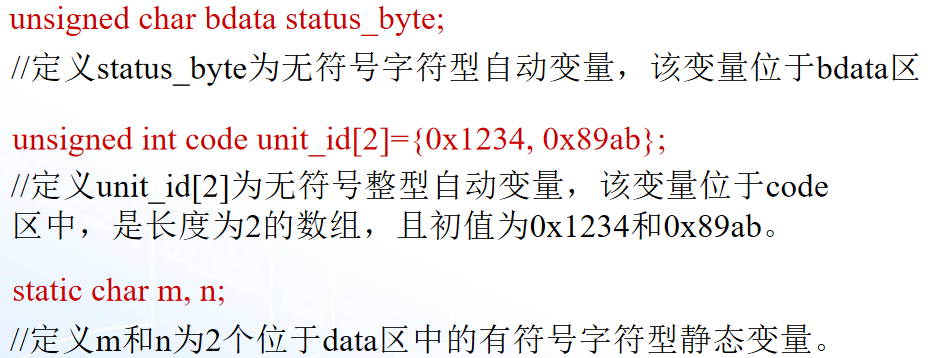 unsigned char bdata status_byte;
//定义status_byte为无符号字符型自动变量，该变量位于bdata区
unsigned int code unit_id[2]={0x1234, 0x89ab};
//定义unit_id[2]为无符号整型自动变量，该变量位于code
区中，是长度为2的数组，且初值为0x1234和0x89ab。
static char m, n;
//定义m和n为2个位于data区中的有符号字符型静态变量。